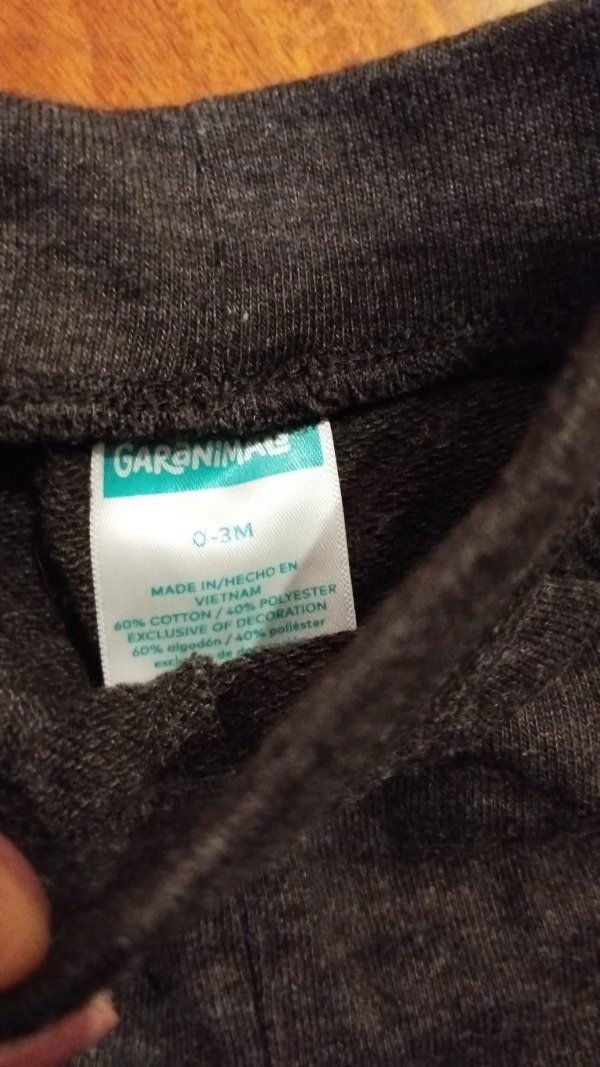 GARANIMALS
0-3M
MADE IN/HECHO EN
VIETNAM
60% COTTON / 40% POLYESTER
EXCLUSIVE OF DECORATION
60% algodón / 40% poliéster
de